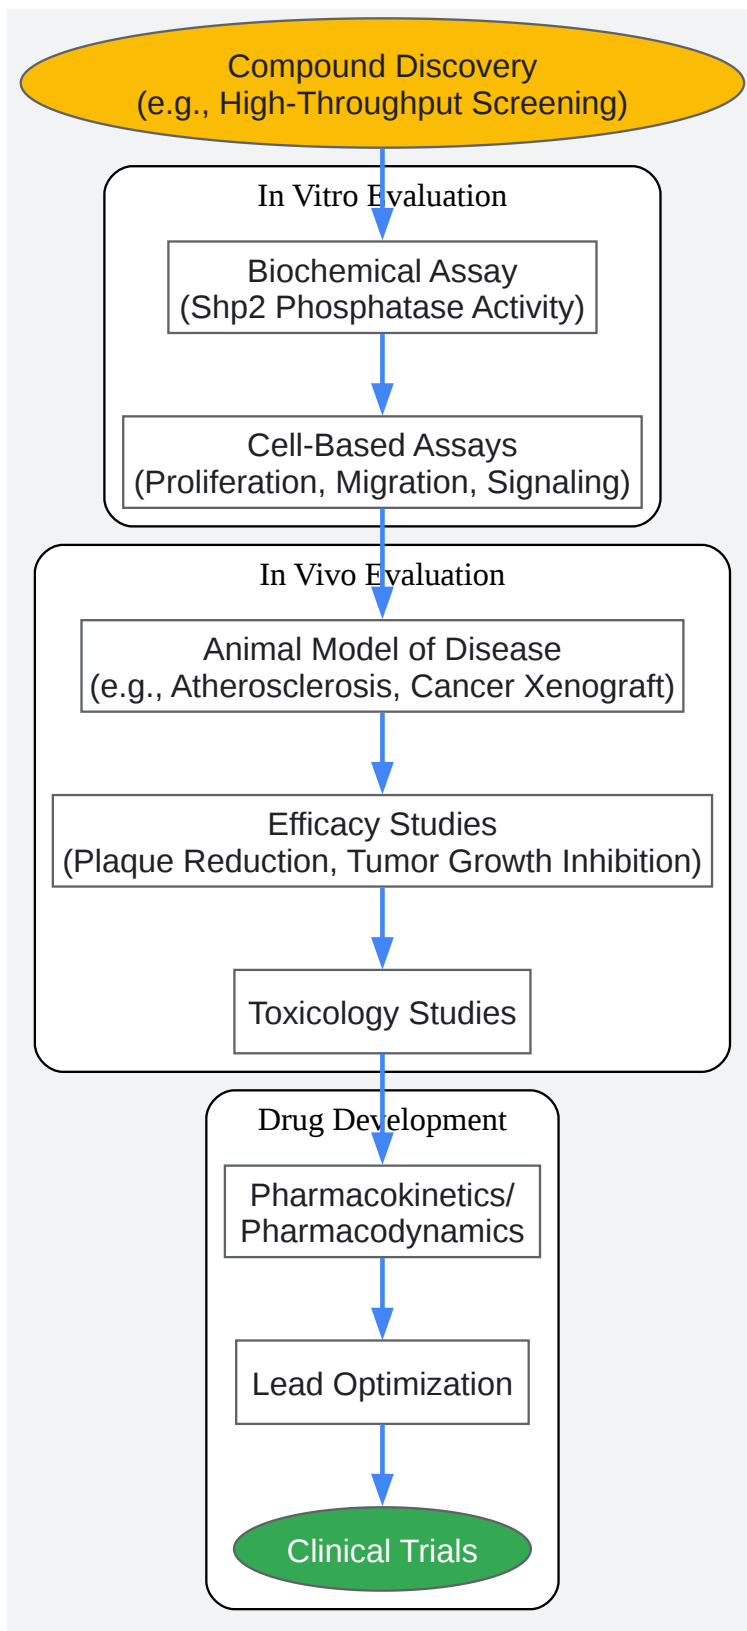 Compound Discovery
(e.g., High-Throughput Screening)
In Vitro Evaluation
Biochemical Assay
(Shp2 Phosphatase Activity)
Cell-Based Assays
(Proliferation, Migration, Signaling)
In Vivo Evaluation
Animal Model of Disease
(e.g., Atherosclerosis, Cancer Xenograft)
Efficacy Studies
(Plaque Reduction, Tumor Growth Inhibition)
Toxicology Studies
Drug Development
Pharmacokinetics/
Pharmacodynamics
Lead Optimization
Clinical Trials